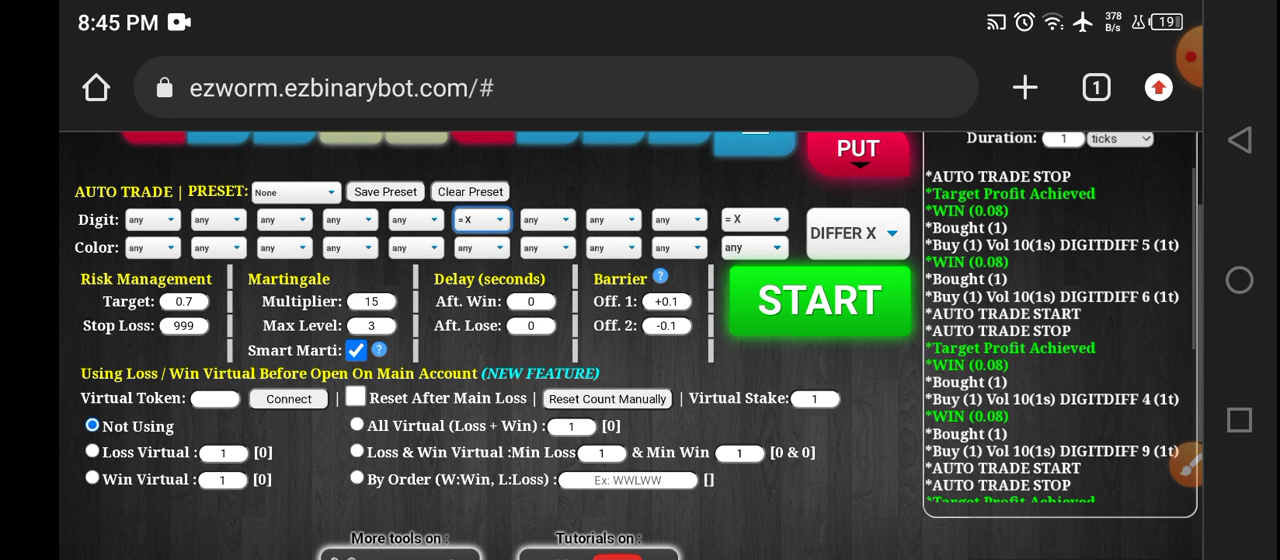 8:45 PM 378 B/s 19
ezworm.ezbinarybot.com/# 1
PUT
Duration: 1 ticks
AUTO TRADE | PRESET: None Save Preset Clear Preset
Digit: any any any any any = X any any any = X
DIFFER X
Color: any any any any any any any any any any
Risk Management Martingale Delay (seconds) Barrier ?
Target: 0.7 Multiplier: 15 Aft. Win: 0 Off. 1: +0.1
START
Stop Loss: 999 Max Level: 3 Aft. Lose: 0 Off. 2: -0.1
Smart Marti: ?
Using Loss / Win Virtual Before Open On Main Account (NEW FEATURE)
Virtual Token: Connect | Reset After Main Loss | Reset Count Manually | Virtual Stake: 1
Not Using All Virtual (Loss + Win) : 1 [0]
Loss Virtual : 1 [0] Loss & Win Virtual :Min Loss 1 & Min Win 1 [0 & 0]
Win Virtual : 1 [0] By Order (W:Win, L:Loss) : Ex: WWLWW []
More tools on : Tutorials on :
*AUTO TRADE STOP
*Target Profit Achieved
*WIN (0.08)
*Bought (1)
*Buy (1) Vol 10(1s) DIGITDIFF 5 (1t)
*WIN (0.08)
*Bought (1)
*Buy (1) Vol 10(1s) DIGITDIFF 6 (1t)
*AUTO TRADE START
*AUTO TRADE STOP
*Target Profit Achieved
*WIN (0.08)
*Bought (1)
*Buy (1) Vol 10(1s) DIGITDIFF 4 (1t)
*WIN (0.08)
*Bought (1)
*Buy (1) Vol 10(1s) DIGITDIFF 9 (1t)
*AUTO TRADE START
*AUTO TRADE STOP
*Target Profit Achieved